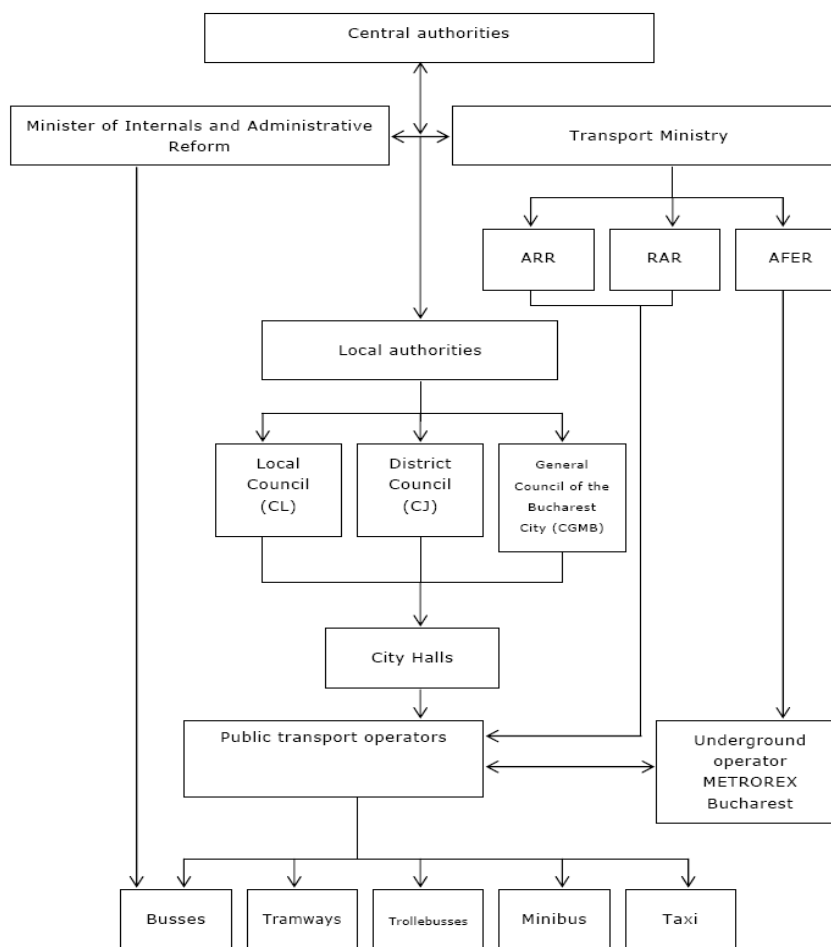 Central authorities
Minister of Internals and Administrative
Reform
Transport Ministry
ARR
RAR
AFER
Local authorities
Local
Council
(CL)
District
Council
(CJ)
General
Council of the
Bucharest
City (CGMB)
City Halls
Public transport operators
Underground
operator
METROREX
Bucharest
Busses
Tramways
Trollebusses
Minibus
Taxi